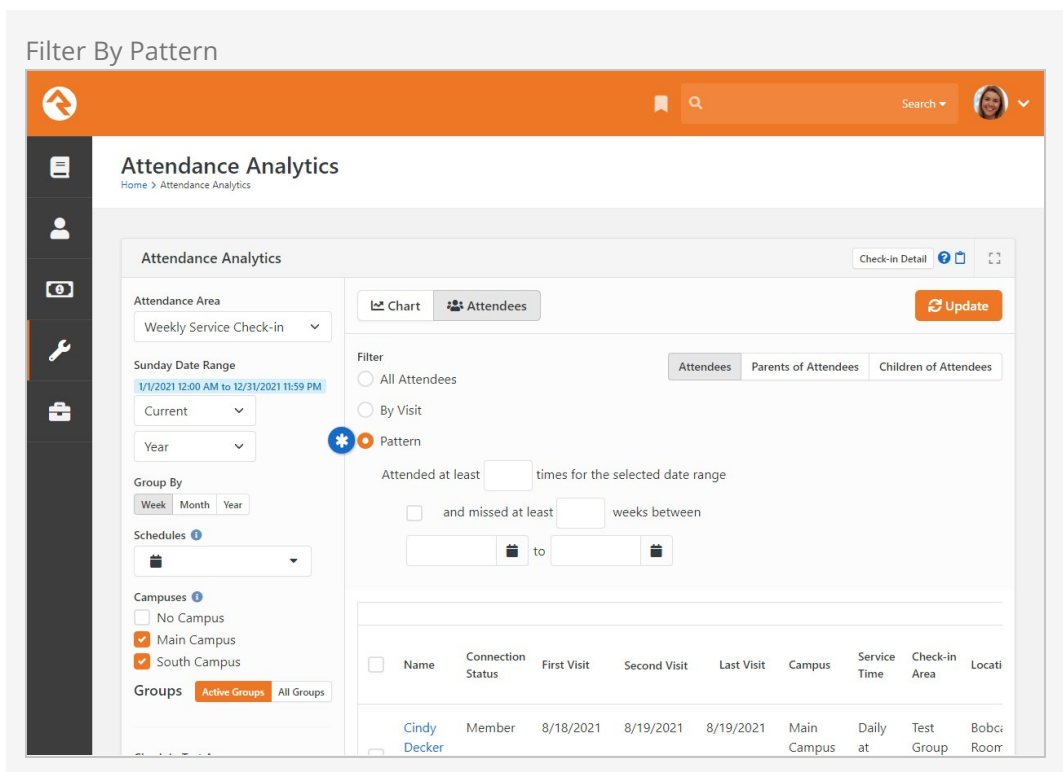 Filter By Pattern
Search
Attendance Analytics
Home > Attendance Analytics
Attendance Analytics
Check-in Detail
Attendance Area
Weekly Service Check-in
Sunday Date Range
1/1/2021 12:00 AM to 12/31/2021 11:59 PM
Current
Year
Group By
Week Month Year
Schedules
Campuses
No Campus
Main Campus
South Campus
Groups Active Groups All Groups
Chart Attendees
Update
Filter
Attendees Parents of Attendees Children of Attendees
All Attendees
By Visit
Pattern
Attended at least times for the selected date range
and missed at least weeks between
to
Name Connection Status First Visit Second Visit Last Visit Campus Service Time Check-in Area Locati
Cindy Decker Member 8/18/2021 8/19/2021 8/19/2021 Main Campus Daily at Test Group Room